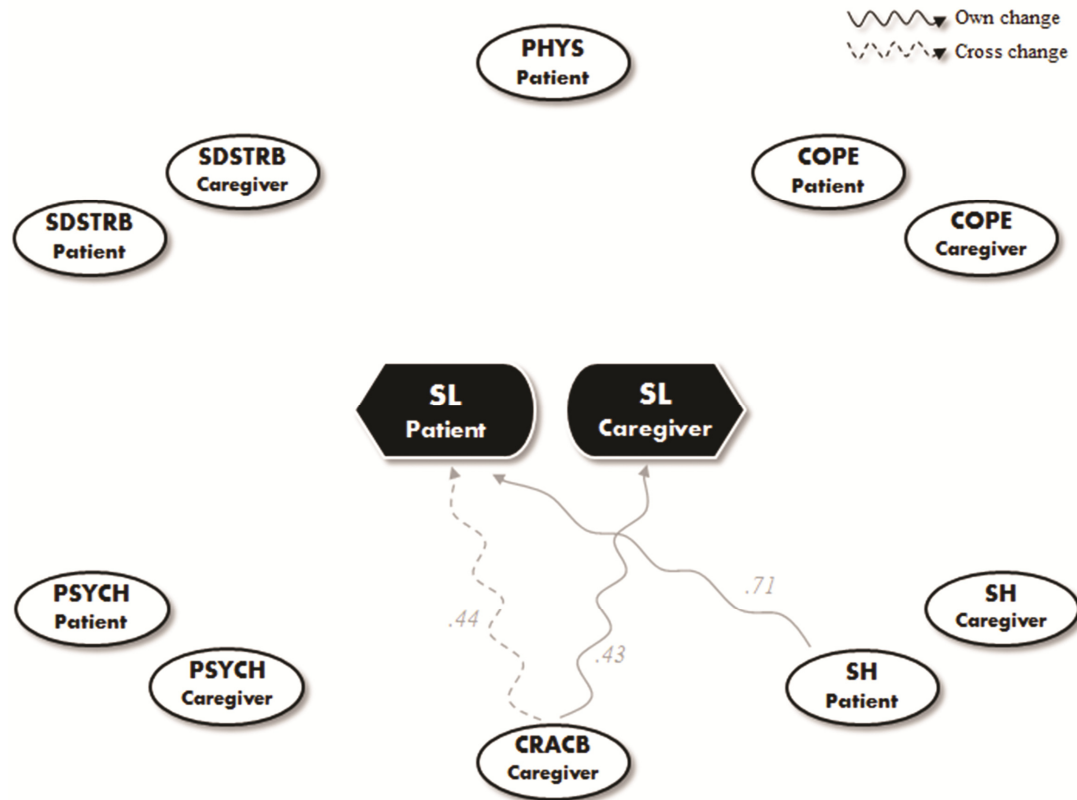 Own change
Cross change
PHYS
Patient
SDSTRB
Caregiver
COPE
Patient
SDSTRB
Patient
COPE
Caregiver
SL
Patient
SL
Caregiver
.44
.43
.71
PSYCH
Patient
SH
Caregiver
PSYCH
Caregiver
SH
Patient
CRACB
Caregiver